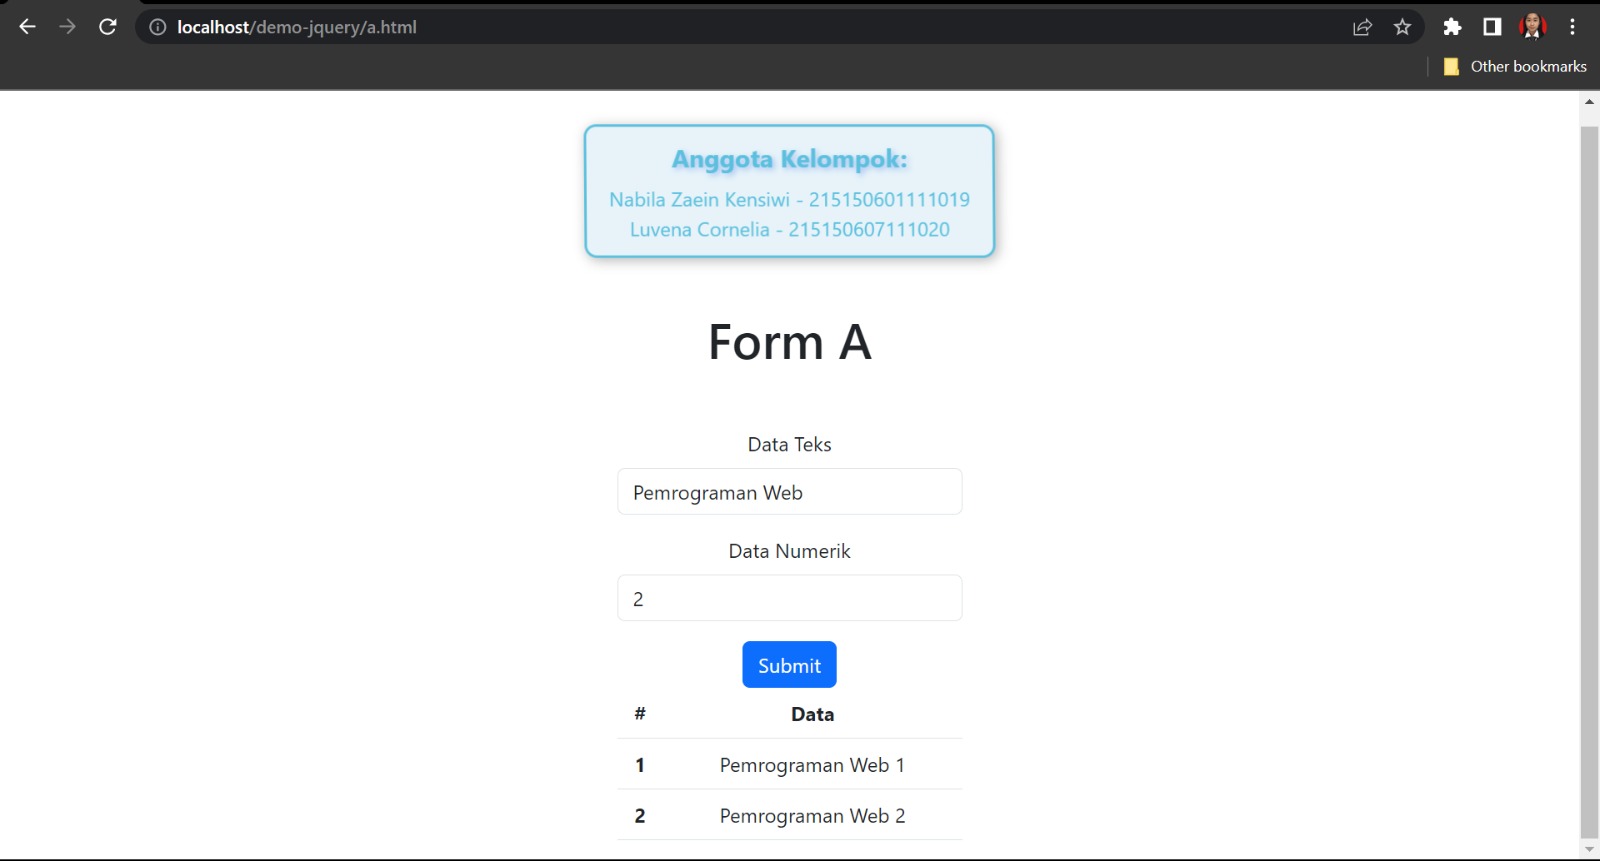 localhost/demo-jquery/a.html
Other bookmarks
Anggota Kelompok:
Nabila Zaein Kensiwi - 215150601111019
Luvena Cornelia - 215150607111020
Form A
Data Teks
Pemrograman Web
Data Numerik
2
Submit
# Data
1 Pemrograman Web 1
2 Pemrograman Web 2